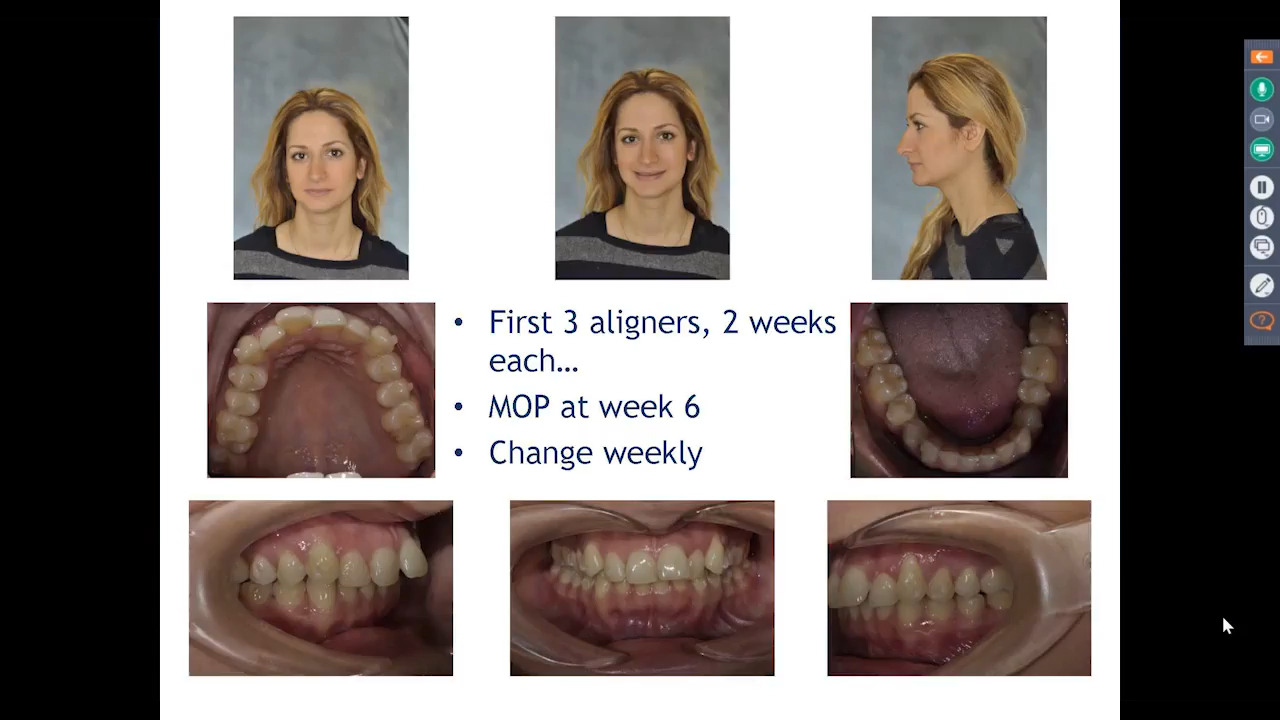 • First 3 aligners, 2 weeks
each…
• MOP at week 6
• Change weekly